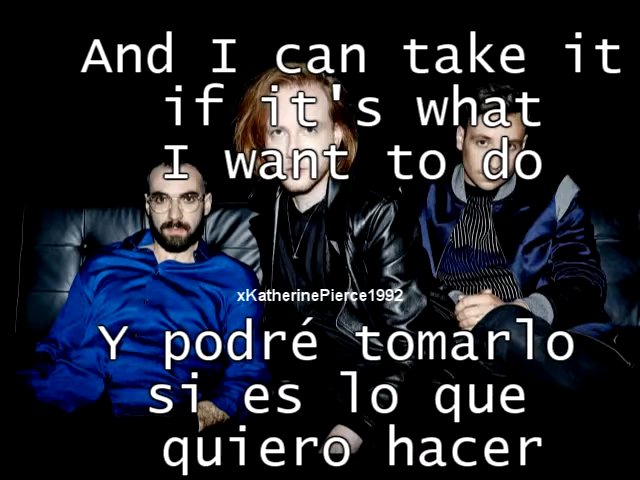 And I can take it
if it's what
I want to do
xKatherinePierce1992
Y podré tomarlo
si es lo que
quiero hacer